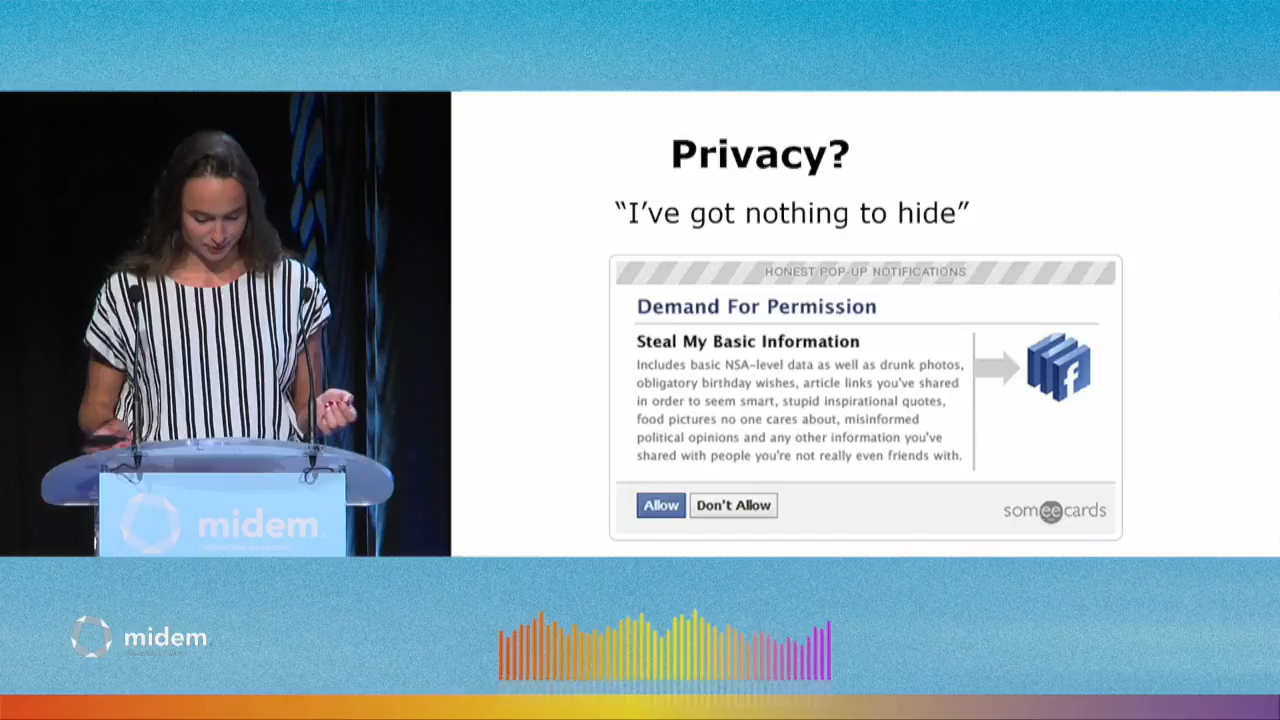 Privacy?
“I’ve got nothing to hide”
HONEST POP-UP NOTIFICATIONS
Demand For Permission
Steal My Basic Information
Includes basic NSA-level data as well as drunk photos,
obligatory birthday wishes, article links you've shared
in order to seem smart, stupid inspirational quotes,
food pictures no one cares about, misinformed
political opinions and any other information you've
shared with people you're not really even friends with.
f
Allow
Don't Allow
someecards
midem
midem